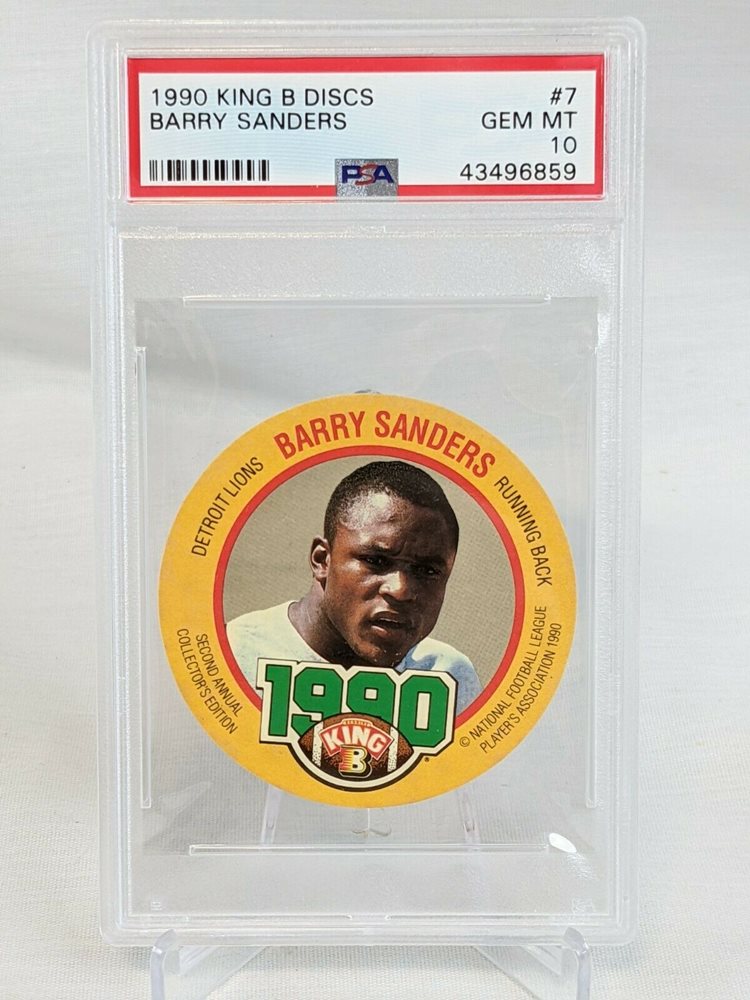 1990 KING B DISCS #7
BARRY SANDERS GEM MT
10
PSA 43496859
BARRY SANDERS
DETROIT LIONS
RUNNING BACK
SECOND ANNUAL
COLLECTOR'S EDITION
© NATIONAL FOOTBALL LEAGUE
PLAYER'S ASSOCIATION 1990
1990
KING
B
®